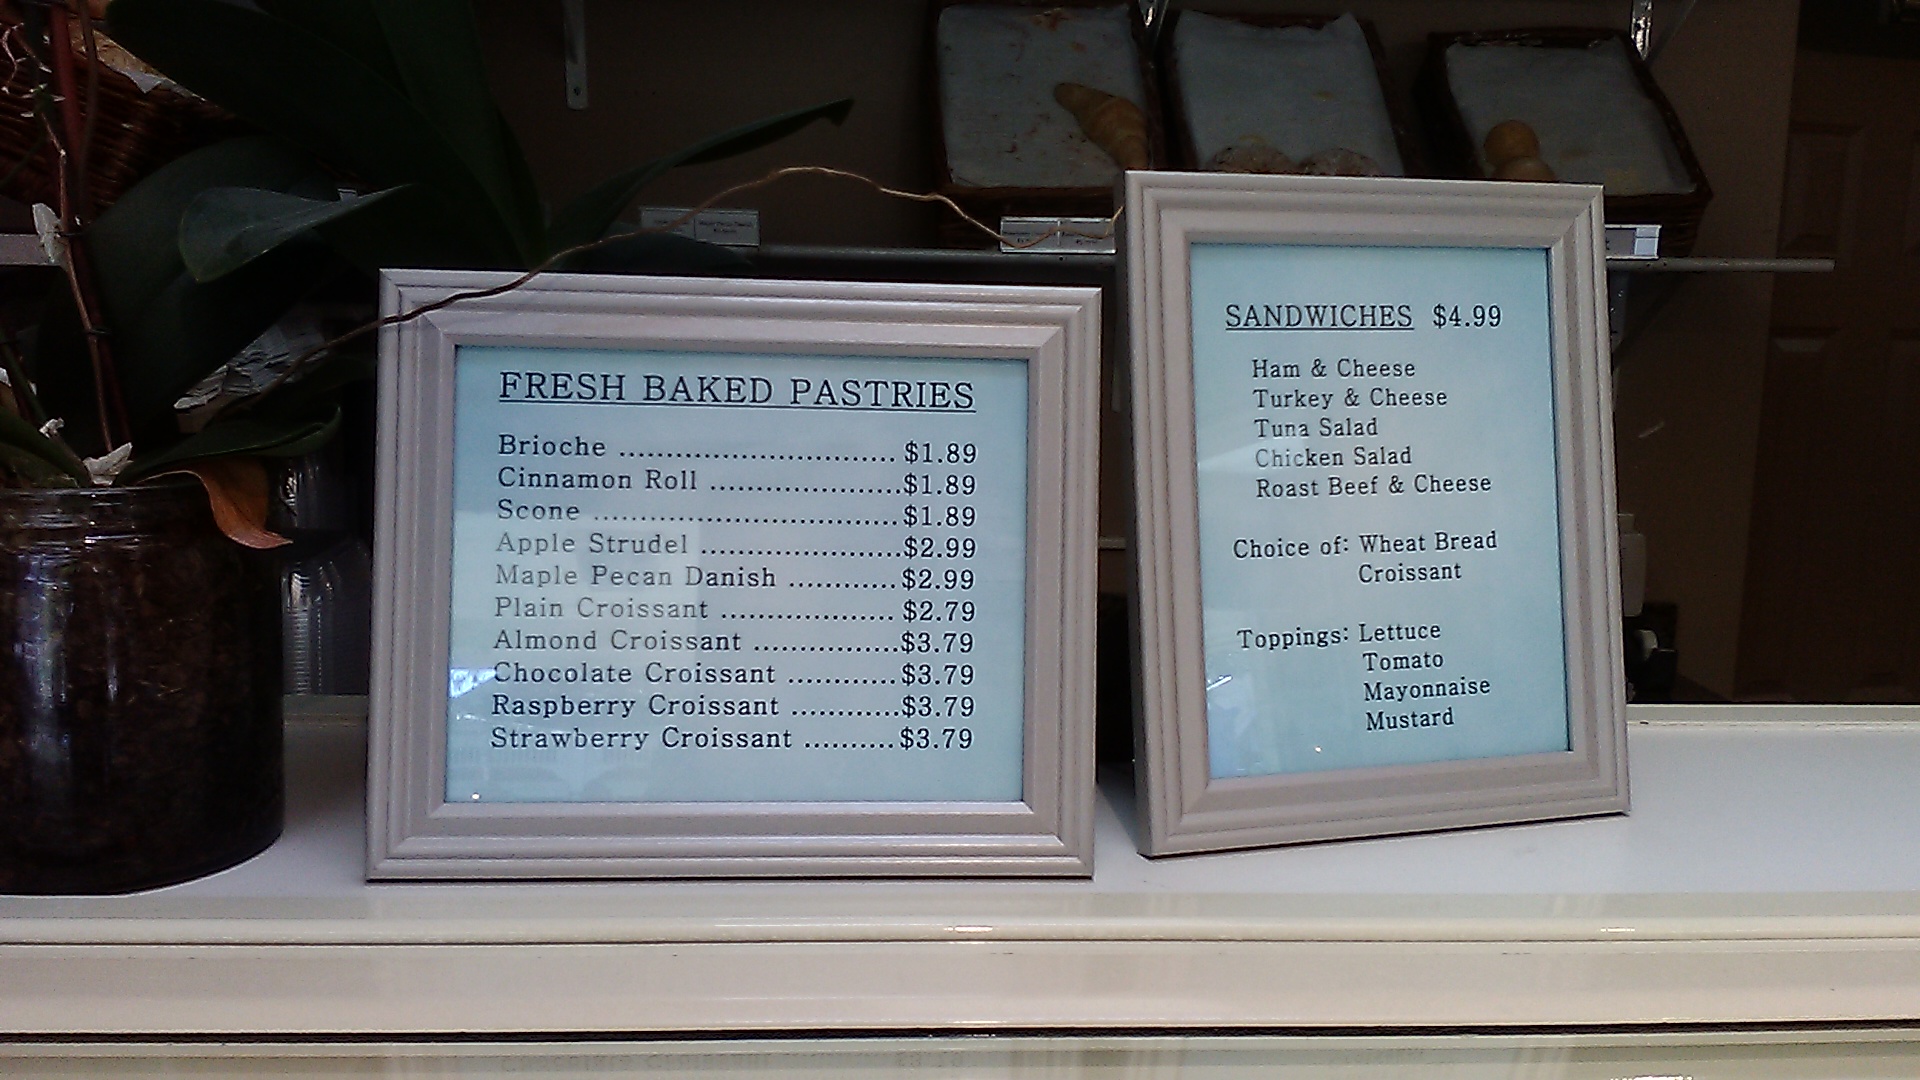 FRESH BAKED PASTRIES
Brioche .............................. $1.89
Cinnamon Roll .....................$1.89
Scone .................................$1.89
Apple Strudel ......................$2.99
Maple Pecan Danish ............$2.99
Plain Croissant ................... $2.79
Almond Croissant ................$3.79
Chocolate Croissant ............$3.79
Raspberry Croissant ............$3.79
Strawberry Croissant ..........$3.79
SANDWICHES $4.99
Ham & Cheese
Turkey & Cheese
Tuna Salad
Chicken Salad
Roast Beef & Cheese
Choice of: Wheat Bread
Croissant
Toppings: Lettuce
Tomato
Mayonnaise
Mustard